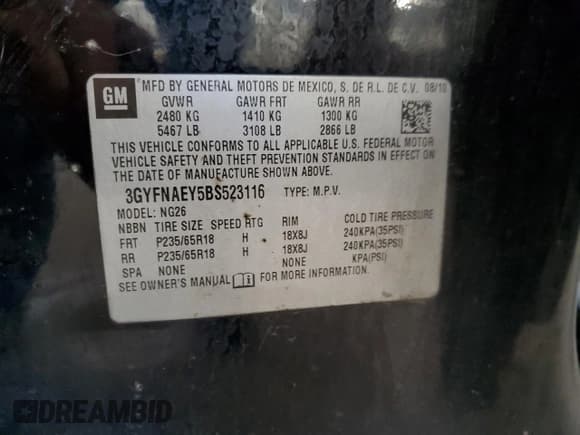 GM
MFD BY GENERAL MOTORS DE MEXICO, S. DE R.L. DE C.V. 08/10
GVWR GAWR FRT GAWR RR
2480 KG 1410 KG 1300 KG
5467 LB 3108 LB 2866 LB
THIS VEHICLE CONFORMS TO ALL APPLICABLE U.S. FEDERAL MOTOR
VEHICLE SAFETY AND THEFT PREVENTION STANDARDS IN EFFECT ON
THE DATE OF MANUFACTURE SHOWN ABOVE.
3GYFNAEY5BS523116 TYPE: M.P.V.
MODEL: NG26
NBBN TIRE SIZE SPEED RTG RIM COLD TIRE PRESSURE
FRT P235/65R18 H 18X8J 240KPA(35PSI)
RR P235/65R18 H 18X8J 240KPA(35PSI)
SPA NONE NONE KPA(PSI)
SEE OWNER'S MANUAL FOR MORE INFORMATION.
DREAMBID